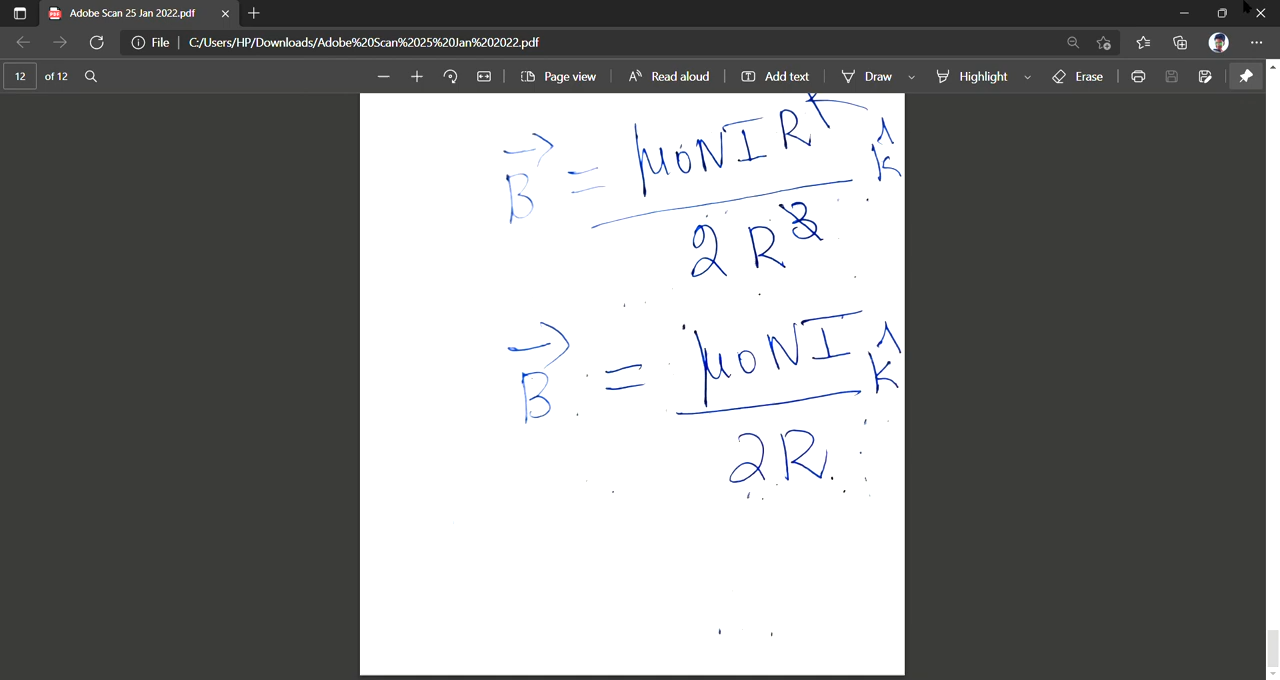 Adobe Scan 25 Jan 2022.pdf
File | C:/Users/HP/Downloads/Adobe%20Scan%2025%20Jan%202022.pdf
12 of 12 Page view Read aloud Add text Draw Highlight Erase
B⃗ = μ0NIR k̂
2R3
B⃗ = μ0NI k̂
2R